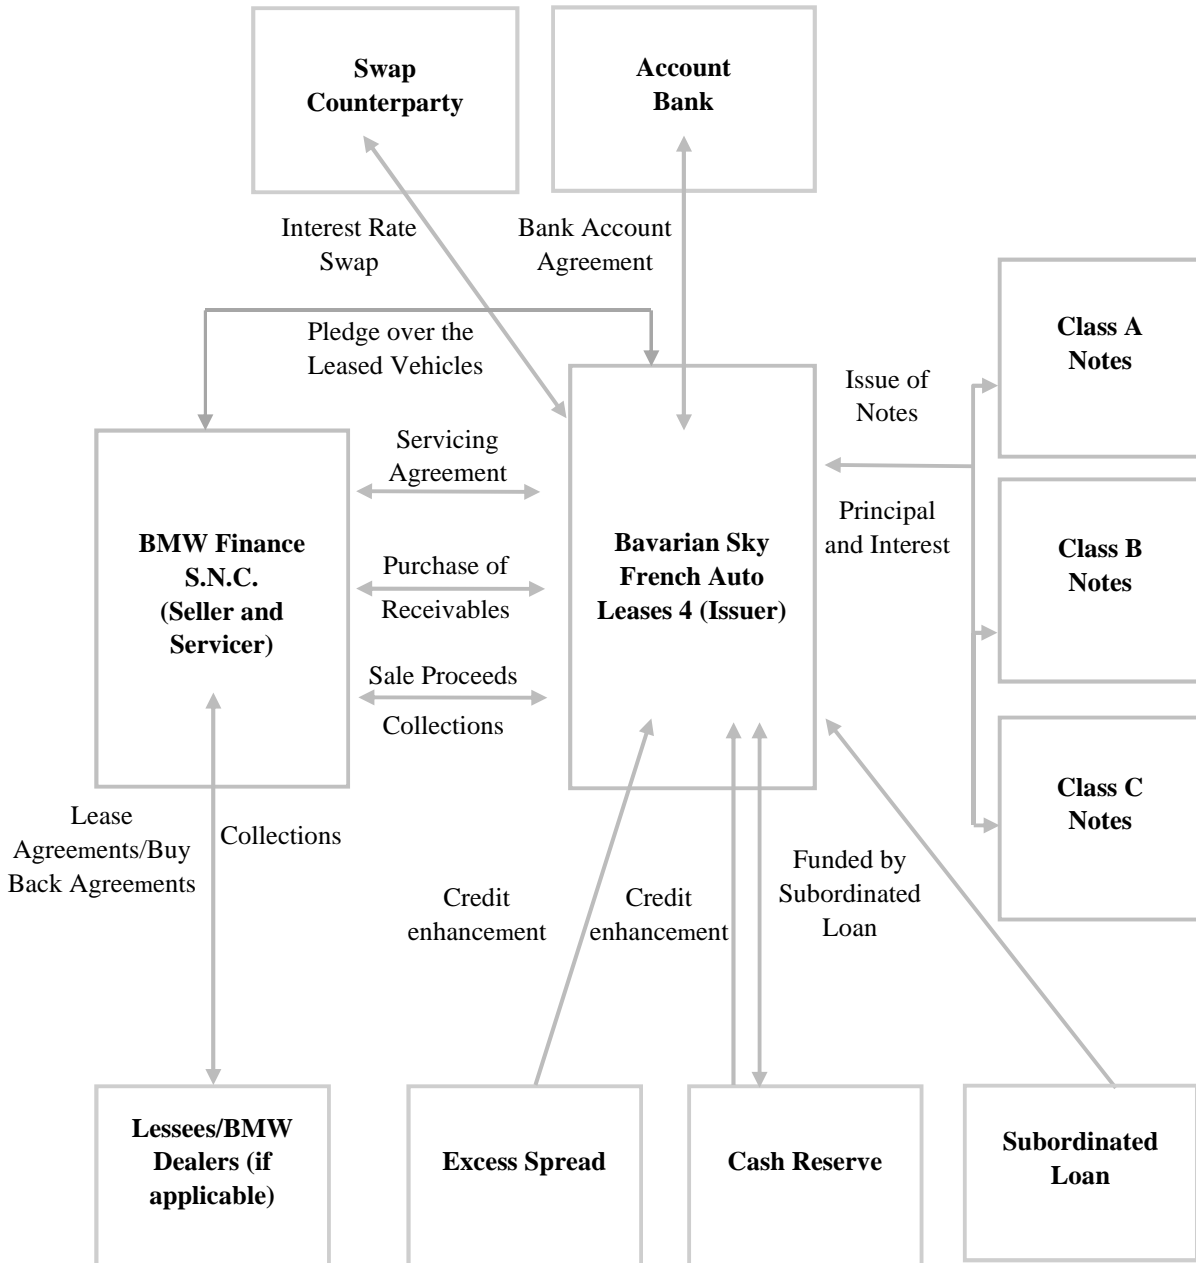 Swap
Counterparty
Account
Bank
Interest Rate
Swap
Bank Account
Agreement
Pledge over the
Leased Vehicles
Class A
Notes
Issue of
Notes
Servicing
Agreement
Principal
and Interest
BMW Finance
S.N.C.
(Seller and
Servicer)
Purchase of
Receivables
Bavarian Sky
French Auto
Leases 4 (Issuer)
Class B
Notes
Sale Proceeds
Collections
Class C
Notes
Lease
Agreements/Buy
Back Agreements
Collections
Credit
enhancement
Credit
enhancement
Funded by
Subordinated
Loan
Lessees/BMW
Dealers (if
applicable)
Excess Spread
Cash Reserve
Subordinated
Loan